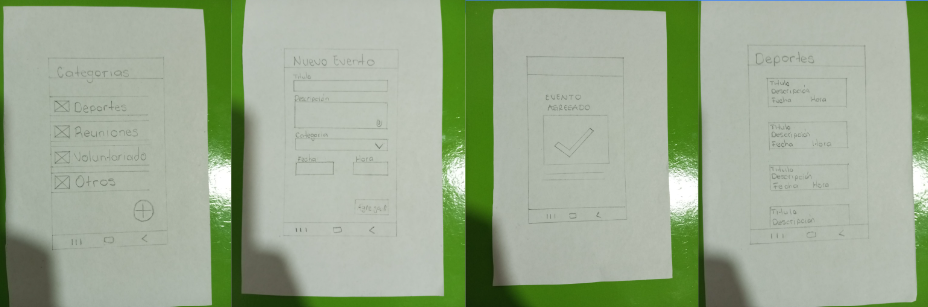 Categorias
Deportes
Reuniones
Voluntariado
Otros
Nuevo Evento
Titulo
Descripción
Categoria
Fecha Hora
Agregar
EVENTO
AGREGADO
Deportes
Titulo
Descripción
Fecha Hora
Titulo
Descripción
Fecha Hora
Titulo
Descripción
Fecha Hora
Titulo
Descripción